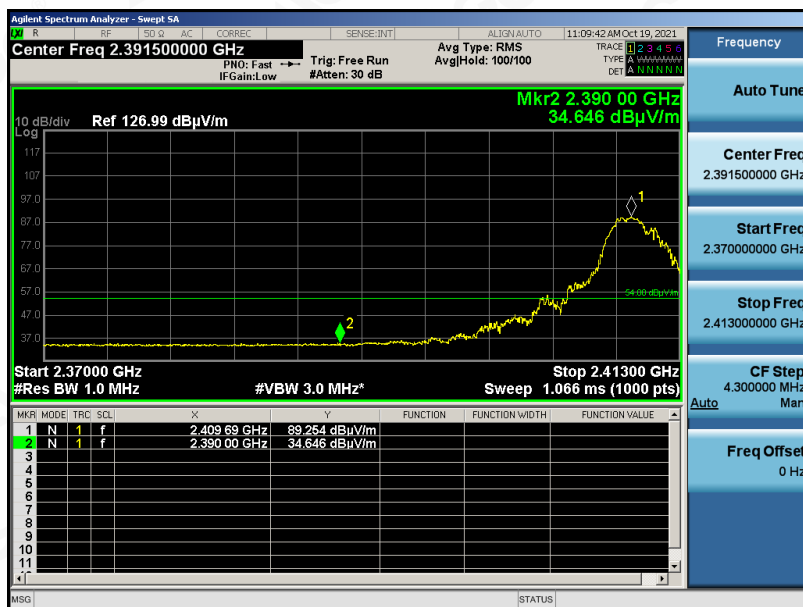 Agilent Spectrum Analyzer - Swept SA
LXI R RF 50 Ω AC CORREC SENSE:INT ALIGN AUTO 11:09:42 AM Oct 19, 2021
Center Freq 2.391500000 GHz
PNO: Fast
IFGain:Low
Trig: Free Run
#Atten: 30 dB
Avg Type: RMS
Avg|Hold: 100/100
TRACE 1 2 3 4 5 6
TYPE A WWWWW
DET A N N N N N
Mkr2 2.390 00 GHz
34.646 dBµV/m
10 dB/div Ref 126.99 dBµV/m
Log
117
107
97.0
87.0
77.0
67.0
57.0
47.0
37.0
1
54.00 dBµV/m
2
Start 2.37000 GHz Stop 2.41300 GHz
#Res BW 1.0 MHz #VBW 3.0 MHz* Sweep 1.066 ms (1000 pts)
MKR MODE TRC SCL X Y FUNCTION FUNCTION WIDTH FUNCTION VALUE
1 N 1 f 2.409 69 GHz 89.254 dBµV/m
2 N 1 f 2.390 00 GHz 34.646 dBµV/m
3
4
5
6
7
8
9
10
11
MSG STATUS
Frequency
Auto Tune
Center Freq
2.391500000 GHz
Start Freq
2.370000000 GHz
Stop Freq
2.413000000 GHz
CF Step
4.300000 MHz
Auto Man
Freq Offset
0 Hz